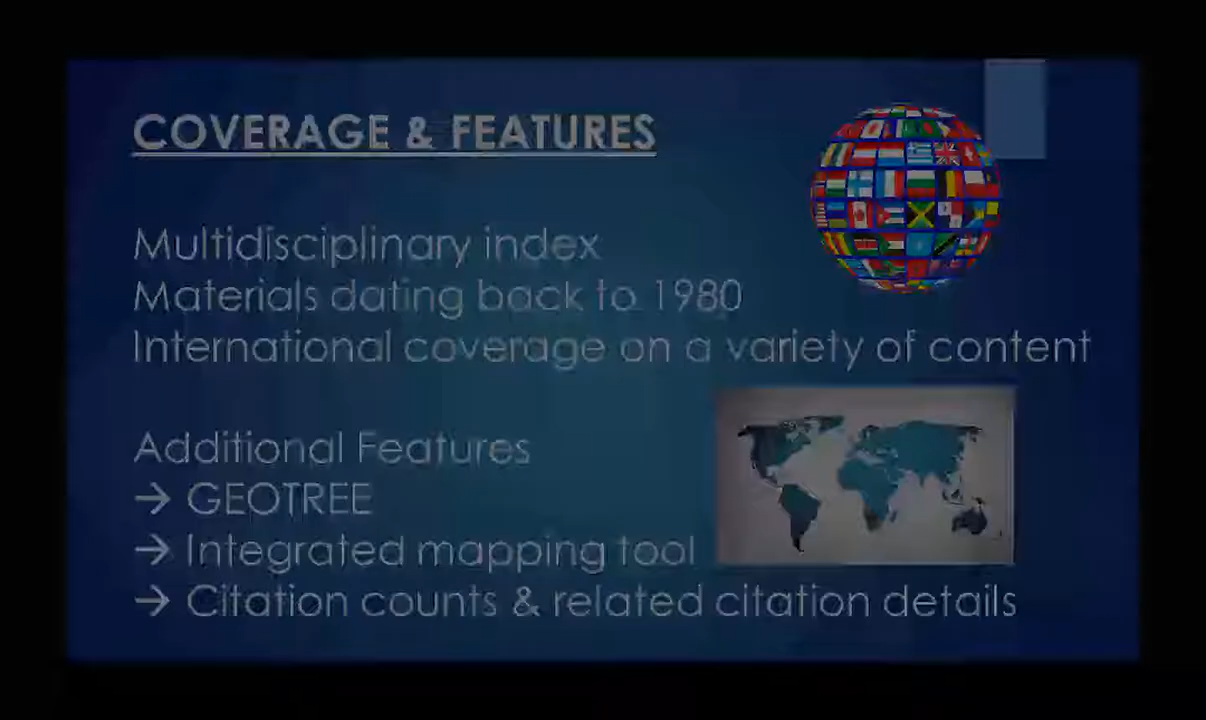 COVERAGE & FEATURES
Multidisciplinary index
Materials dating back to 1980
International coverage on a variety of content
Additional Features
→ GEOTREE
→ Integrated mapping tool
→ Citation counts & related citation details